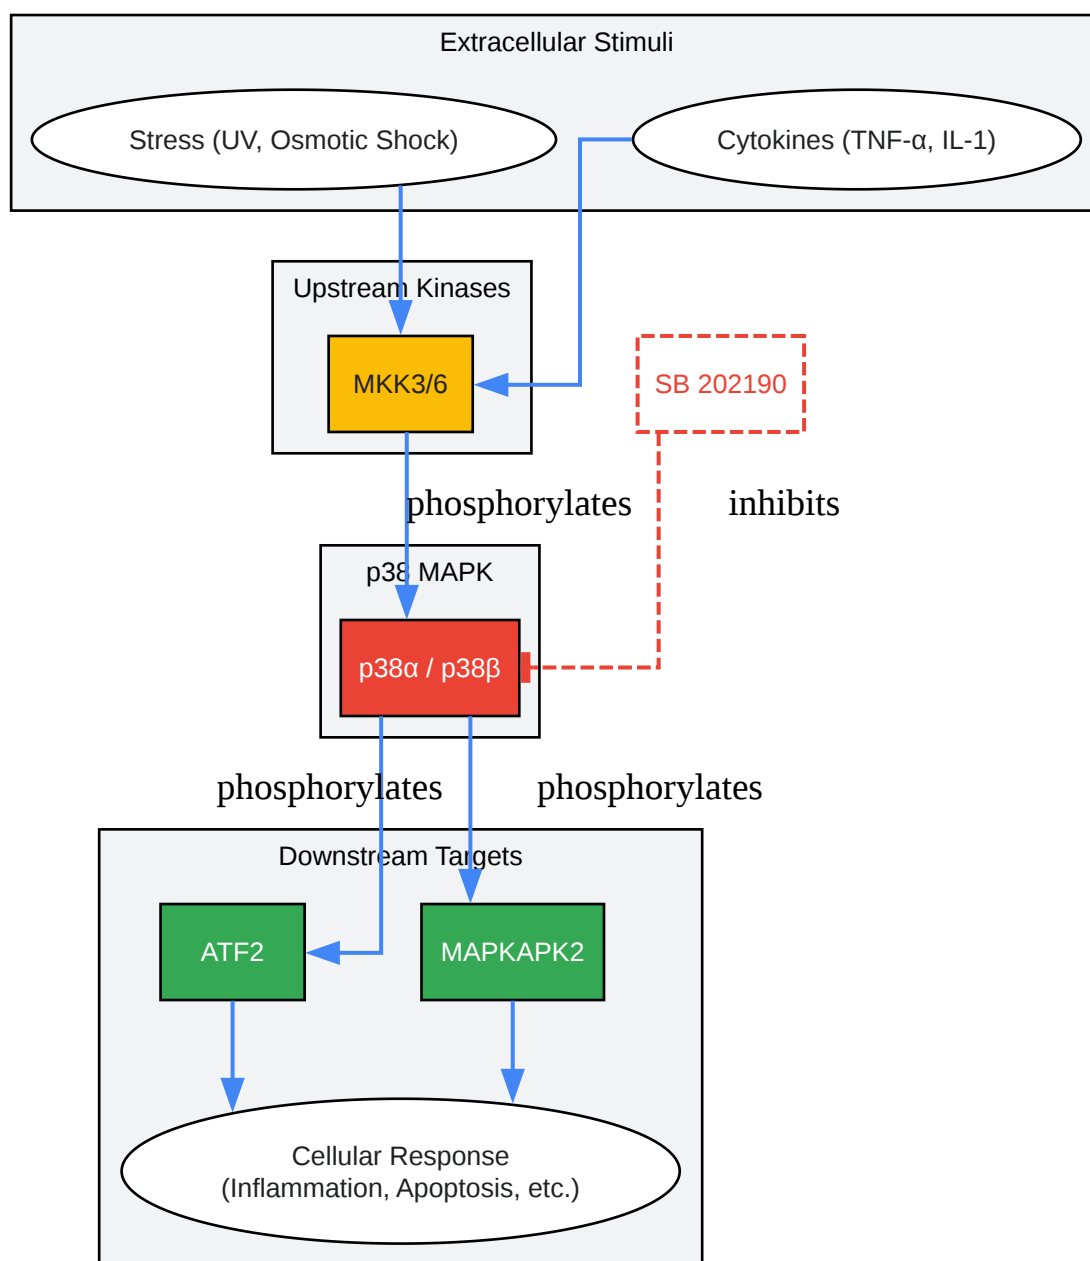 Extracellular Stimuli
Stress (UV, Osmotic Shock)
Cytokines (TNF-α, IL-1)
Upstream Kinases
MKK3/6
SB 202190
phosphorylates
inhibits
p38 MAPK
p38α / p38β
phosphorylates
phosphorylates
Downstream Targets
ATF2
MAPKAPK2
Cellular Response
(Inflammation, Apoptosis, etc.)